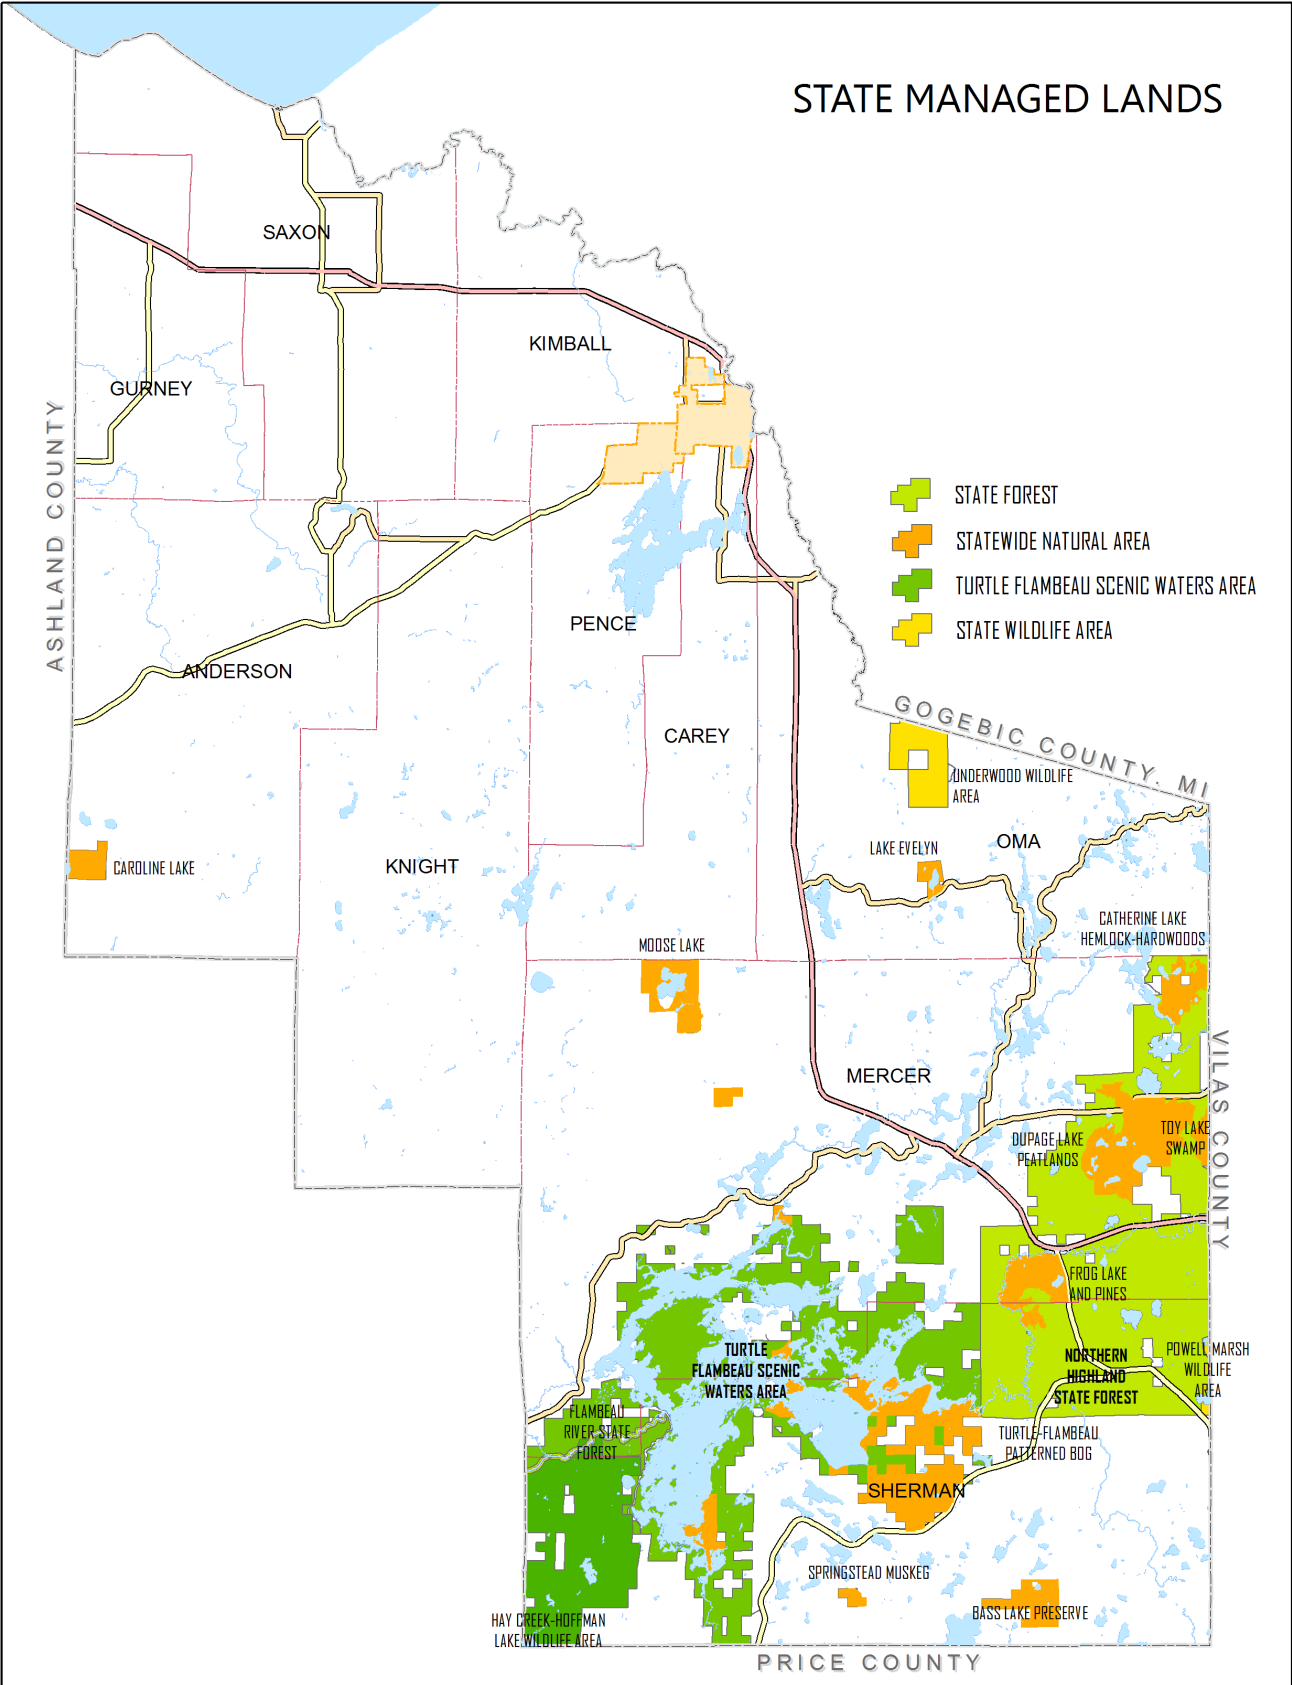 STATE MANAGED LANDS
SAXON
KIMBALL
GURNEY
ASHLAND COUNTY
STATE FOREST
STATEWIDE NATURAL AREA
TURTLE FLAMBEAU SCENIC WATERS AREA
STATE WILDLIFE AREA
PENCE
ANDERSON
CAREY
GOGEBIC COUNTY. MI
UNDERWOOD WILDLIFE
AREA
OMA
LAKE EVELYN
CAROLINE LAKE
KNIGHT
CATHERINE LAKE
HEMLOCK-HARDWOODS
MOOSE LAKE
MERCER
VILAS COUNTY
DUPAGE LAKE
PEATLANDS
TOY LAKE
SWAMP
FROG LAKE
AND PINES
TURTLE
FLAMBEAU SCENIC
WATERS AREA
NORTHERN
HIGHLAND
STATE FOREST
POWELL MARSH
WILDLIFE
AREA
FLAMBEAU
RIVER STATE
FOREST
TURTLE-FLAMBEAU
PATTERNED BOG
SHERMAN
SPRINGSTEAD MUSKEG
BASS LAKE PRESERVE
HAY CREEK-HOFFMAN
LAKE WILDLIFE AREA
PRICE COUNTY